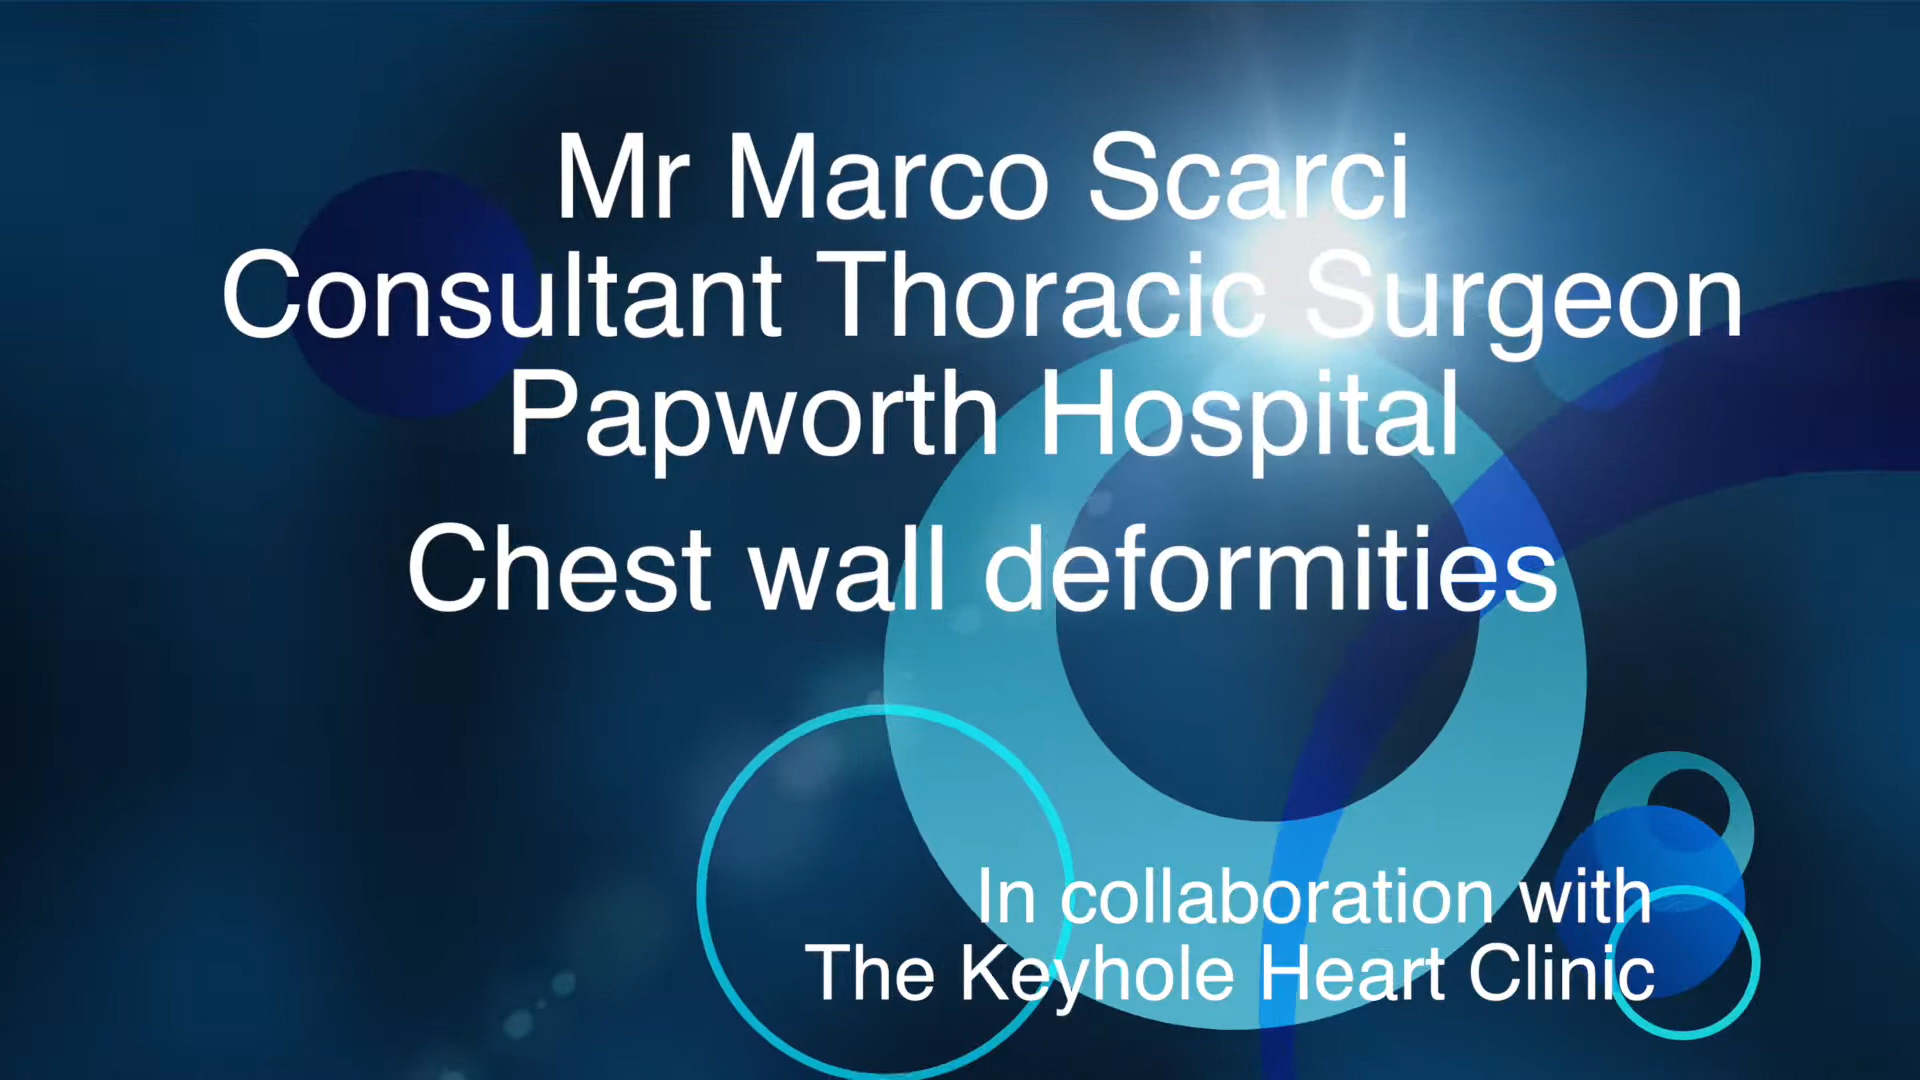 Mr Marco Scarci
Consultant Thoracic Surgeon
Papworth Hospital
Chest wall deformities
In collaboration with
The Keyhole Heart Clinic